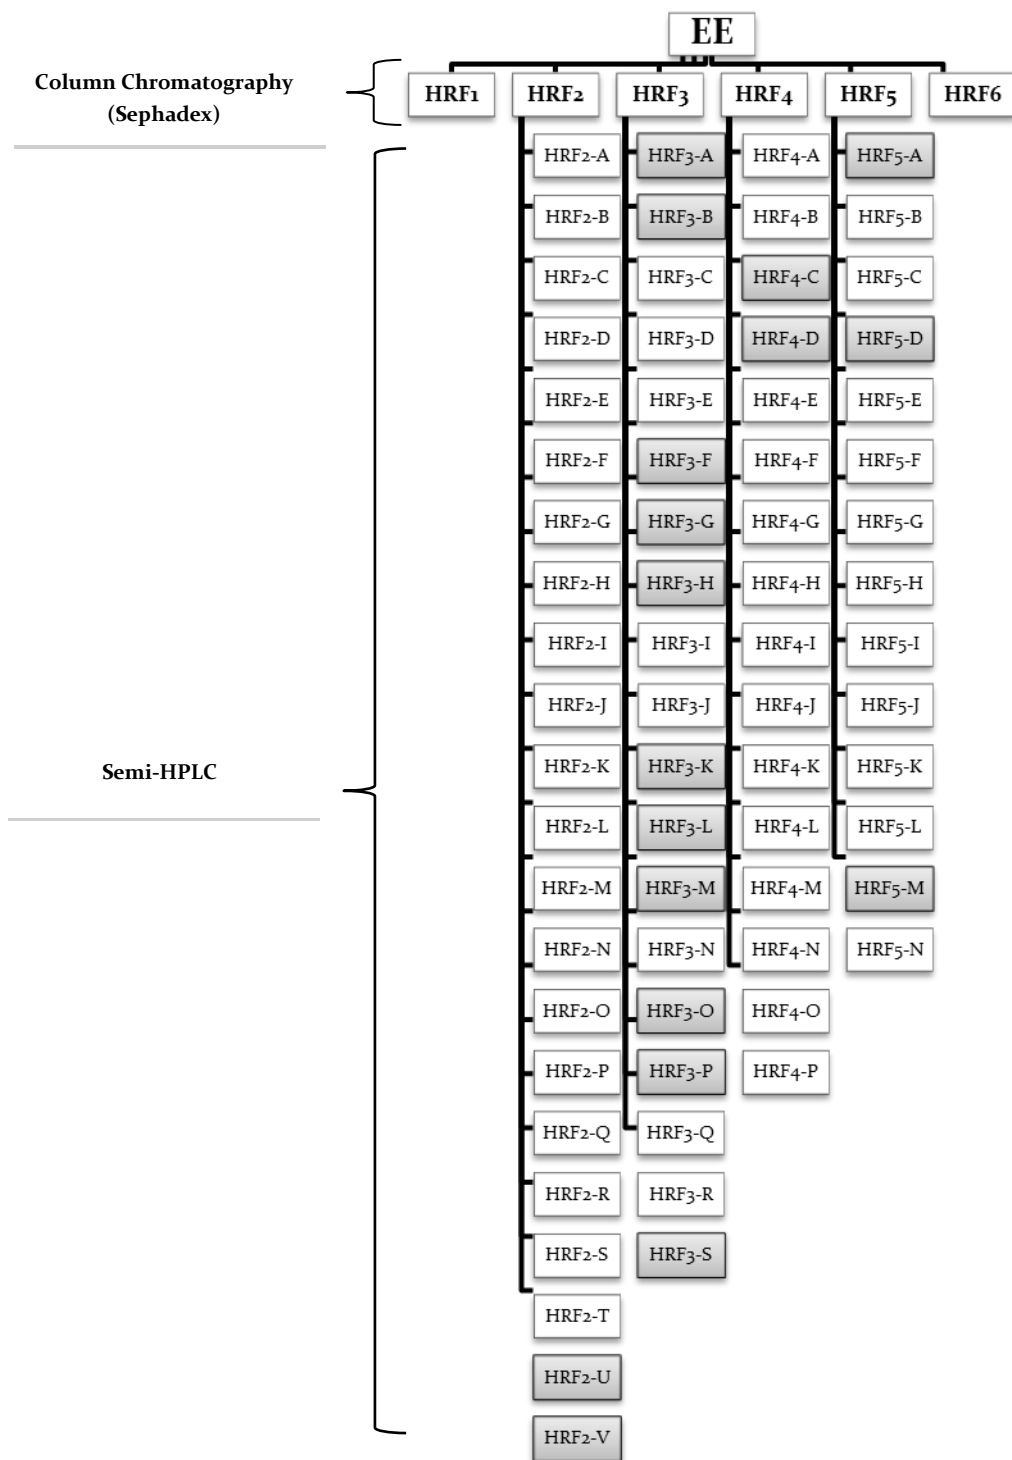 EE
Column Chromatography
(Sephadex)
HRF1 HRF2 HRF3 HRF4 HRF5 HRF6
HRF2-A HRF3-A HRF4-A HRF5-A
HRF2-B HRF3-B HRF4-B HRF5-B
HRF2-C HRF3-C HRF4-C HRF5-C
HRF2-D HRF3-D HRF4-D HRF5-D
HRF2-E HRF3-E HRF4-E HRF5-E
HRF2-F HRF3-F HRF4-F HRF5-F
HRF2-G HRF3-G HRF4-G HRF5-G
HRF2-H HRF3-H HRF4-H HRF5-H
HRF2-I HRF3-I HRF4-I HRF5-I
HRF2-J HRF3-J HRF4-J HRF5-J
Semi-HPLC
HRF2-K HRF3-K HRF4-K HRF5-K
HRF2-L HRF3-L HRF4-L HRF5-L
HRF2-M HRF3-M HRF4-M HRF5-M
HRF2-N HRF3-N HRF4-N HRF5-N
HRF2-O HRF3-O HRF4-O
HRF2-P HRF3-P HRF4-P
HRF2-Q HRF3-Q
HRF2-R HRF3-R
HRF2-S HRF3-S
HRF2-T
HRF2-U
HRF2-V